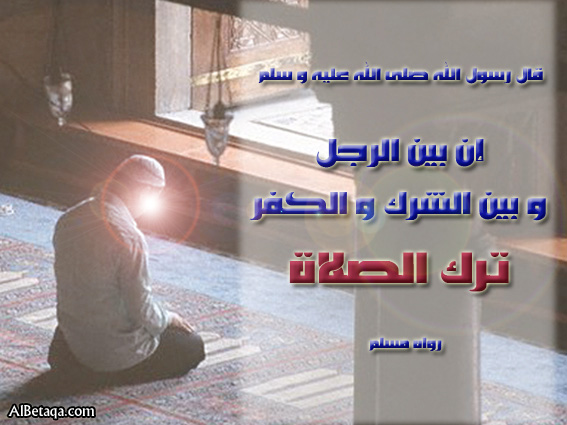 قال رسول الله صلى الله عليه و سلم
إن بين الرجل
و بين الشرك و الكفر
ترك الصلاة
رواه مسلم
AlBetaqa.com